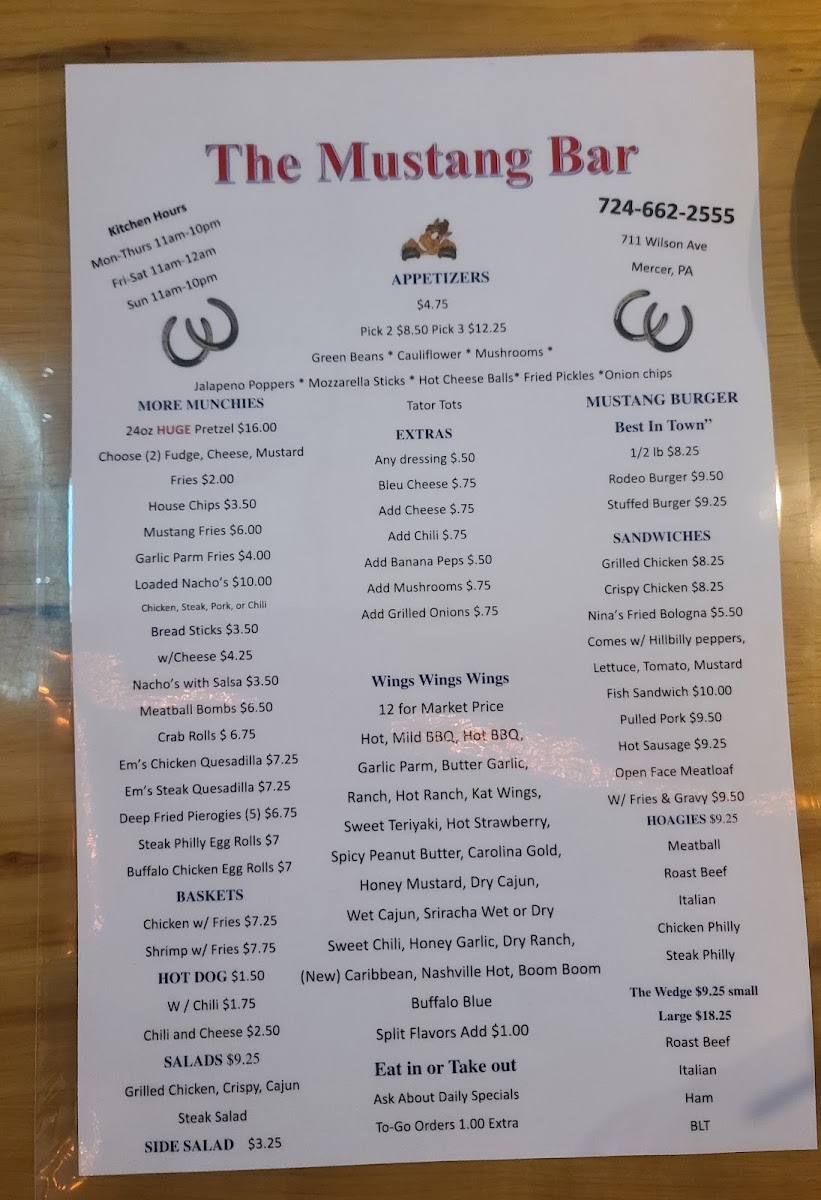 The Mustang Bar
Kitchen Hours
Mon-Thurs 11am-10pm
Fri-Sat 11am-12am
Sun 11am-10pm
724-662-2555
711 Wilson Ave
Mercer, PA
APPETIZERS
$4.75
Pick 2 $8.50 Pick 3 $12.25
Green Beans * Cauliflower * Mushrooms *
Jalapeno Poppers * Mozzarella Sticks * Hot Cheese Balls* Fried Pickles *Onion chips
Tator Tots
MORE MUNCHIES
24oz HUGE Pretzel $16.00
Choose (2) Fudge, Cheese, Mustard
Fries $2.00
House Chips $3.50
Mustang Fries $6.00
Garlic Parm Fries $4.00
Loaded Nacho's $10.00
Chicken, Steak, Pork, or Chili
Bread Sticks $3.50
w/Cheese $4.25
Nacho's with Salsa $3.50
Meatball Bombs $6.50
Crab Rolls $ 6.75
Em's Chicken Quesadilla $7.25
Em's Steak Quesadilla $7.25
Deep Fried Pierogies (5) $6.75
Steak Philly Egg Rolls $7
Buffalo Chicken Egg Rolls $7
BASKETS
Chicken w/ Fries $7.25
Shrimp w/ Fries $7.75
HOT DOG $1.50
W / Chili $1.75
Chili and Cheese $2.50
SALADS $9.25
Grilled Chicken, Crispy, Cajun
Steak Salad
SIDE SALAD $3.25
EXTRAS
Any dressing $.50
Bleu Cheese $.75
Add Cheese $.75
Add Chili $.75
Add Banana Peps $.50
Add Mushrooms $.75
Add Grilled Onions $.75
Wings Wings Wings
12 for Market Price
Hot, Mild BBQ, Hot BBQ,
Garlic Parm, Butter Garlic,
Ranch, Hot Ranch, Kat Wings,
Sweet Teriyaki, Hot Strawberry,
Spicy Peanut Butter, Carolina Gold,
Honey Mustard, Dry Cajun,
Wet Cajun, Sriracha Wet or Dry
Sweet Chili, Honey Garlic, Dry Ranch,
(New) Caribbean, Nashville Hot, Boom Boom
Buffalo Blue
Split Flavors Add $1.00
Eat in or Take out
Ask About Daily Specials
To-Go Orders 1.00 Extra
MUSTANG BURGER
Best In Town"
1/2 lb $8.25
Rodeo Burger $9.50
Stuffed Burger $9.25
SANDWICHES
Grilled Chicken $8.25
Crispy Chicken $8.25
Nina's Fried Bologna $5.50
Comes w/ Hillbilly peppers,
Lettuce, Tomato, Mustard
Fish Sandwich $10.00
Pulled Pork $9.50
Hot Sausage $9.25
Open Face Meatloaf
W/ Fries & Gravy $9.50
HOAGIES $9.25
Meatball
Roast Beef
Italian
Chicken Philly
Steak Philly
The Wedge $9.25 small
Large $18.25
Roast Beef
Italian
Ham
BLT